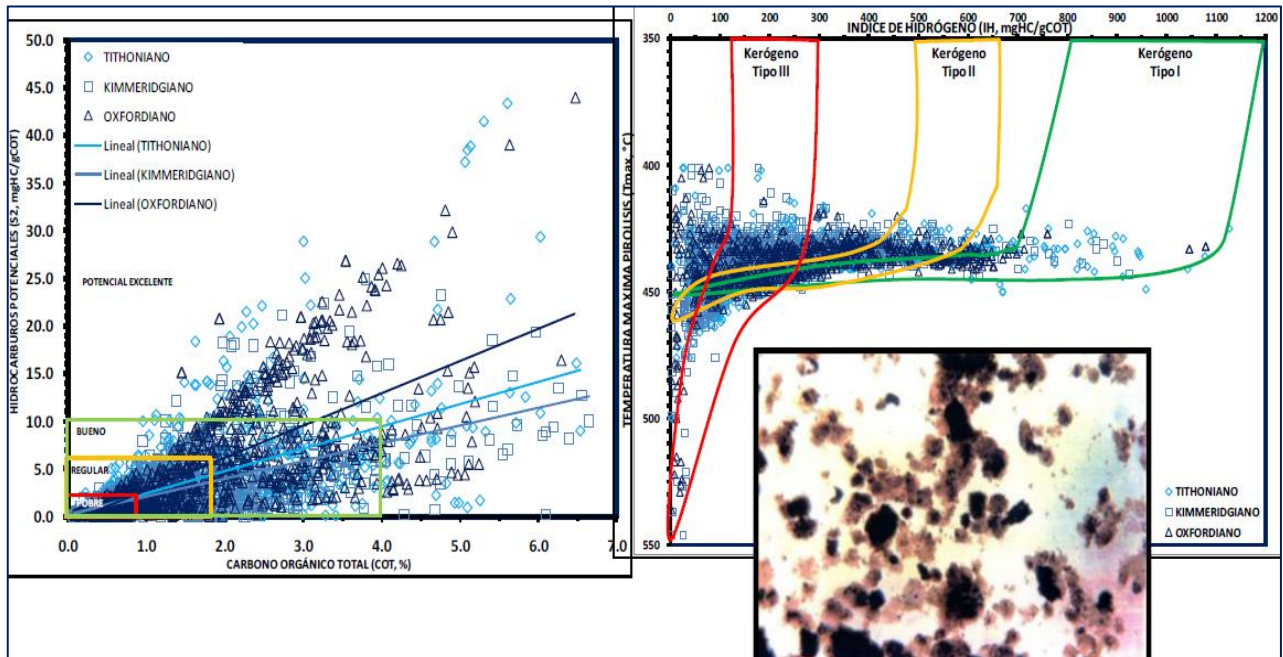 50.0
45.0
40.0
35.0
30.0
25.0
20.0
15.0
10.0
5.0
0.0
HIDROCARBUROS POTENCIALES (S2, mgHC/gCOT)
TITHONIANO
KIMMERIDGIANO
OXFORDIANO
Lineal (TITHONIANO)
Lineal (KIMMERIDGIANO)
Lineal (OXFORDIANO)
POTENCIAL EXCELENTE
BUENO
REGULAR
POBRE
0.0 1.0 2.0 3.0 4.0 5.0 6.0 7.0
CARBONO ORGÁNICO TOTAL (COT, %)
0 100 200 300 400 500 600 700 800 900 1000 1100 1200
INDICE DE HIDRÓGENO (IH, mgHC/gCOT)
350
400
450
500
550
TEMPERATURA MAXIMA PIROLISIS (Tmax, °C)
Kerógeno
Tipo III
Kerógeno
Tipo II
Kerógeno
Tipo I
TITHONIANO
KIMMERIDGIANO
OXFORDIANO